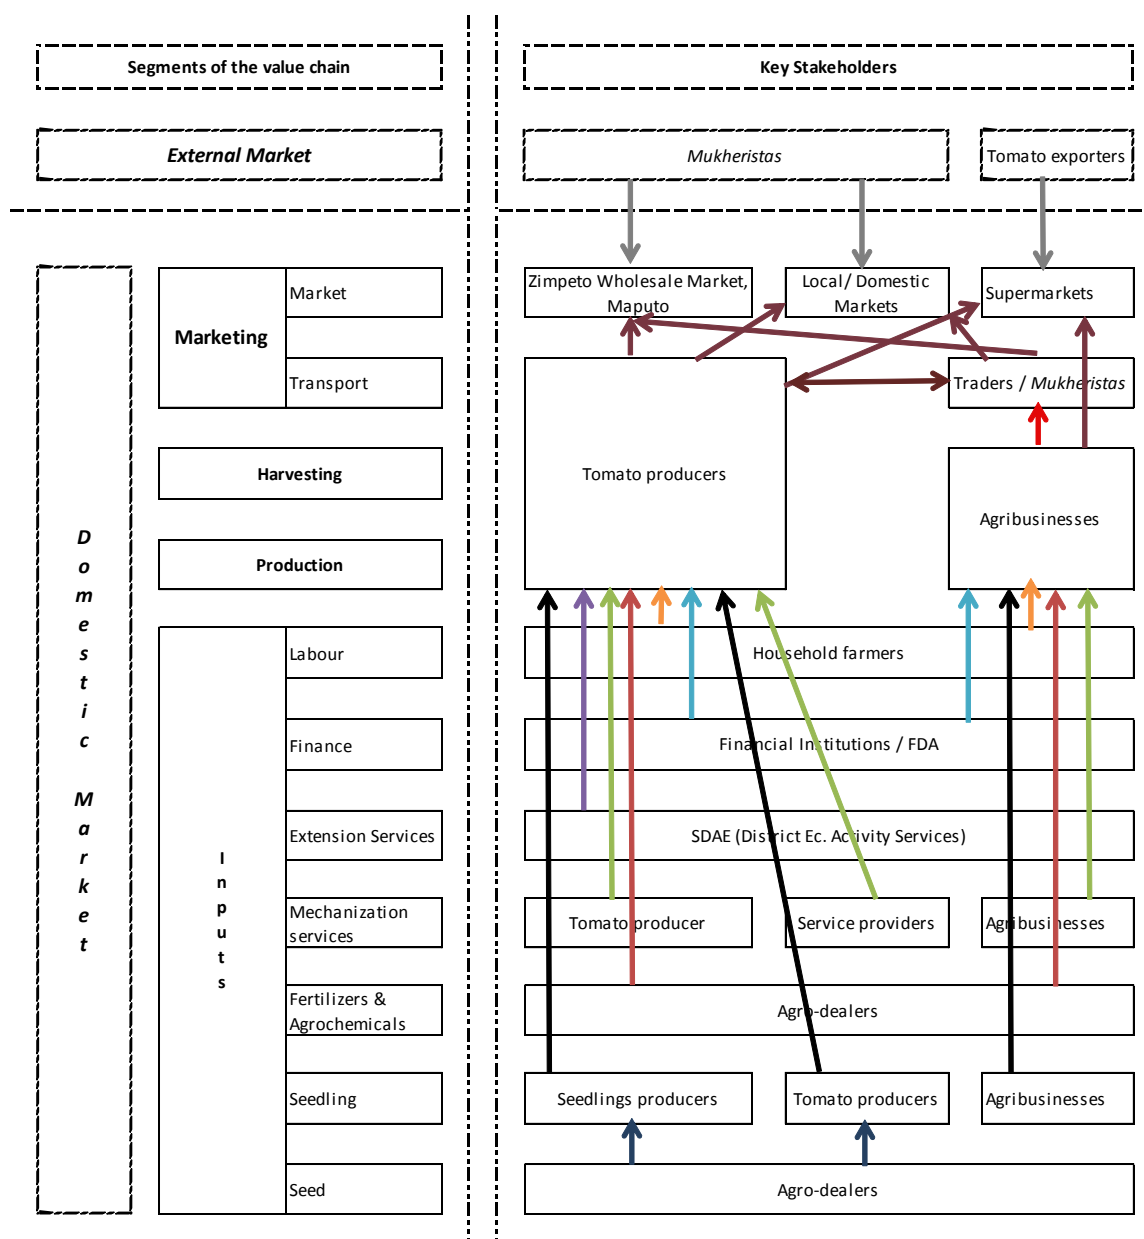 Segments of the value chain
Key Stakeholders
External Market
Mukheristas
Tomato exporters
Domestic Market
Marketing
Market
Zimpeto Wholesale Market,
Maputo
Local/ Domestic
Markets
Supermarkets
Transport
Traders / Mukheristas
Harvesting
Tomato producers
Agribusinesses
Production
Inputs
Labour
Household farmers
Finance
Financial Institutions / FDA
Extension Services
SDAE (District Ec. Activity Services)
Mechanization
services
Tomato producer
Service providers
Agribusinesses
Fertilizers &
Agrochemicals
Agro-dealers
Seedling
Seedlings producers
Tomato producers
Agribusinesses
Seed
Agro-dealers